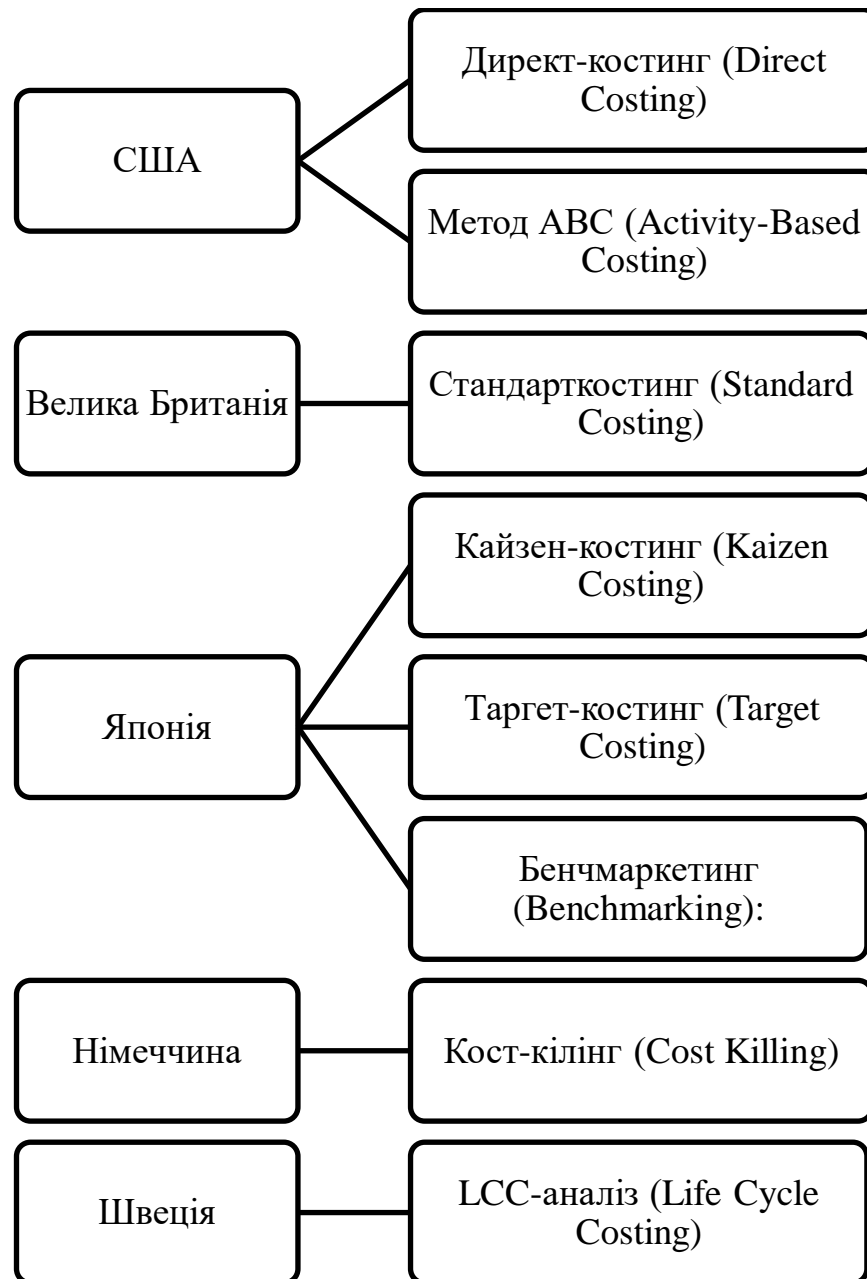 США
Директ-костинг (Direct
Costing)
Метод ABC (Activity-Based
Costing)
Велика Британія
Стандарткостинг (Standard
Costing)
Японія
Кайзен-костинг (Kaizen
Costing)
Таргет-костинг (Target
Costing)
Бенчмаркетинг
(Benchmarking):
Німеччина
Кост-кілінг (Cost Killing)
Швеція
LCC-аналіз (Life Cycle
Costing)